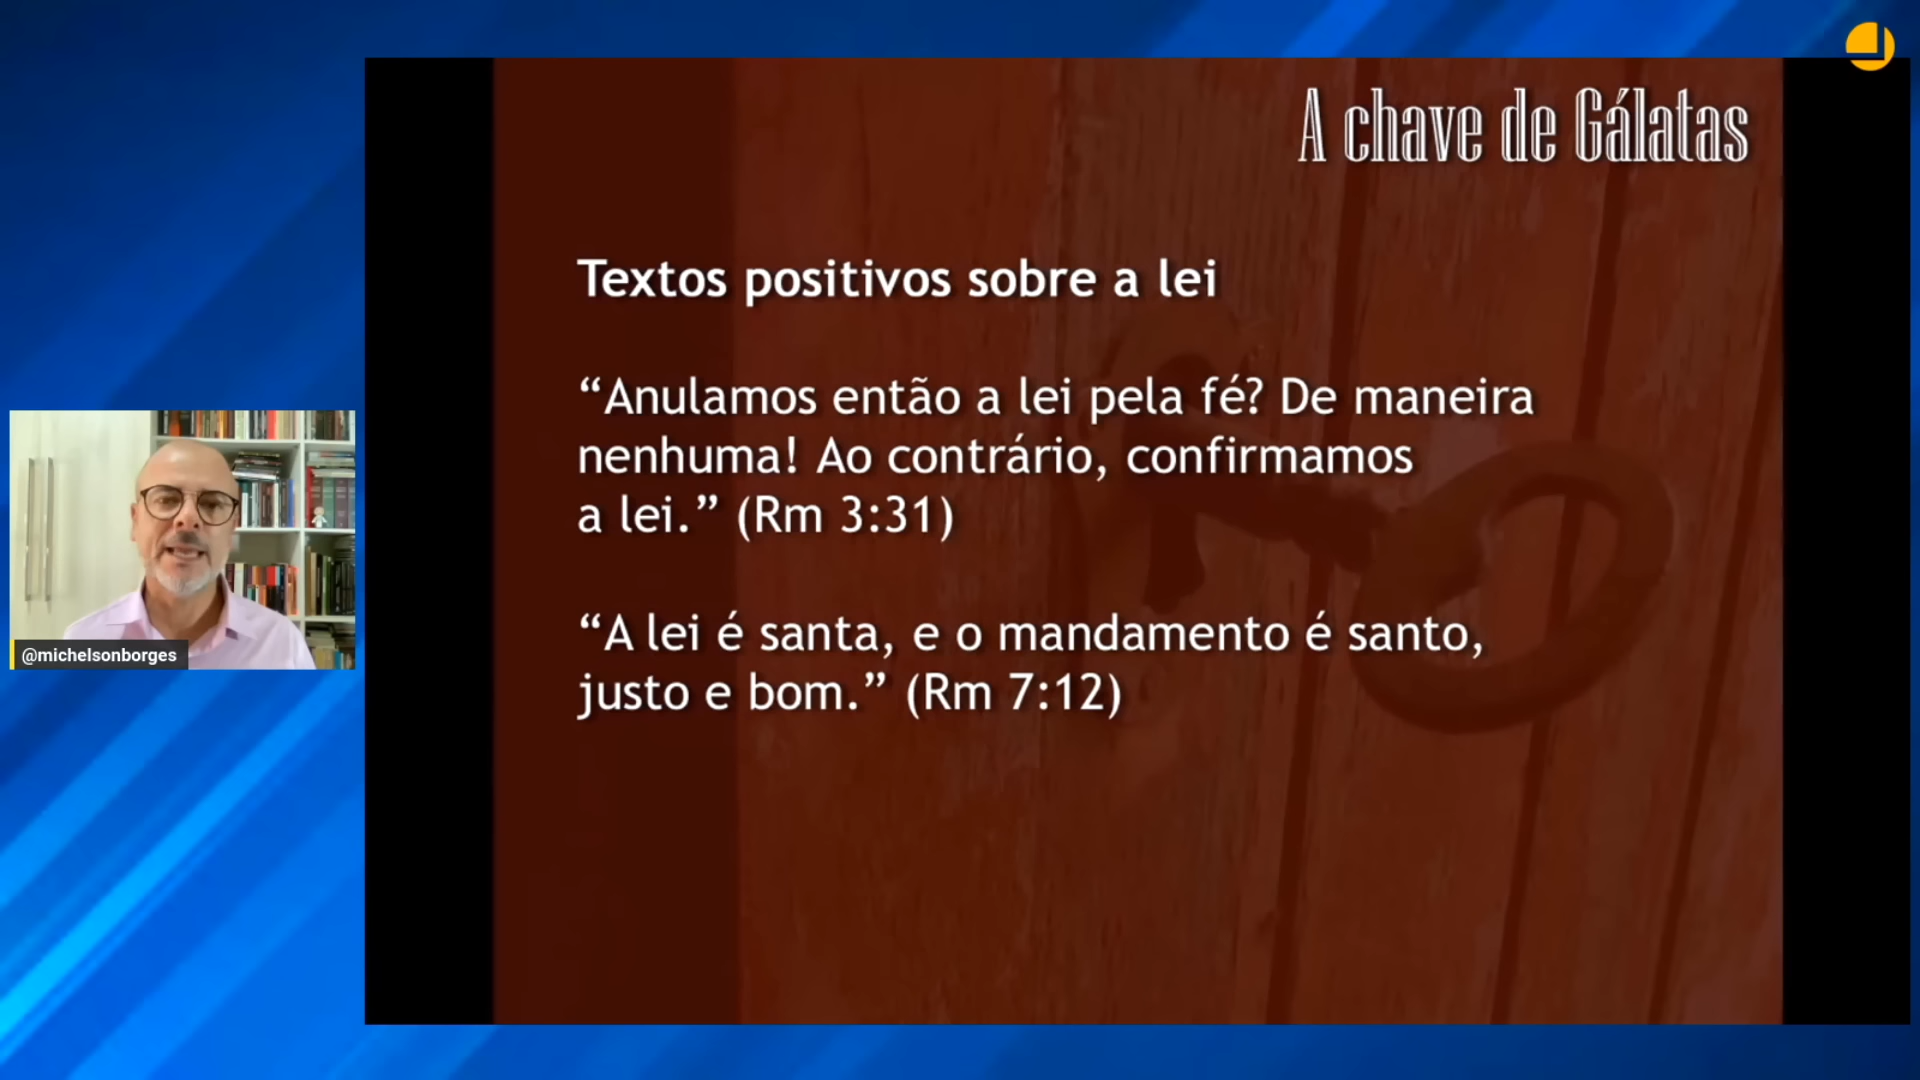 A chave de Gálatas
Textos positivos sobre a lei
“Anulamos então a lei pela fé? De maneira
nenhuma! Ao contrário, confirmamos
a lei.” (Rm 3:31)
“A lei é santa, e o mandamento é santo,
justo e bom.” (Rm 7:12)
@michelsonborges